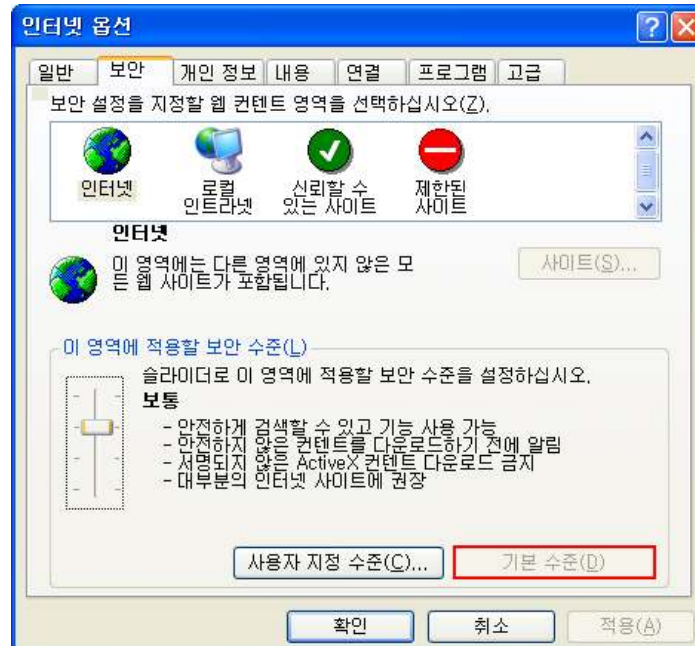 인터넷 옵션
일반 보안 개인 정보 내용 연결 프로그램 고급
보안 설정을 지정할 웹 컨텐트 영역을 선택하십시오(Z).
인터넷
로컬
인트라넷
신뢰할 수
있는 사이트
제한된
사이트
인터넷
이 영역에는 다른 영역에 있지 않은 모
든 웹 사이트가 포함됩니다.
사이트(S)...
이 영역에 적용할 보안 수준(L)
슬라이더로 이 영역에 적용할 보안 수준을 설정하십시오.
보통
- 안전하게 검색할 수 있고 기능 사용 가능
- 안전하지 않은 컨텐트를 다운로드하기 전에 알림
- 서명되지 않은 ActiveX 컨텐트 다운로드 금지
- 대부분의 인터넷 사이트에 권장
사용자 지정 수준(C)... 기본 수준(D)
확인 취소 적용(A)